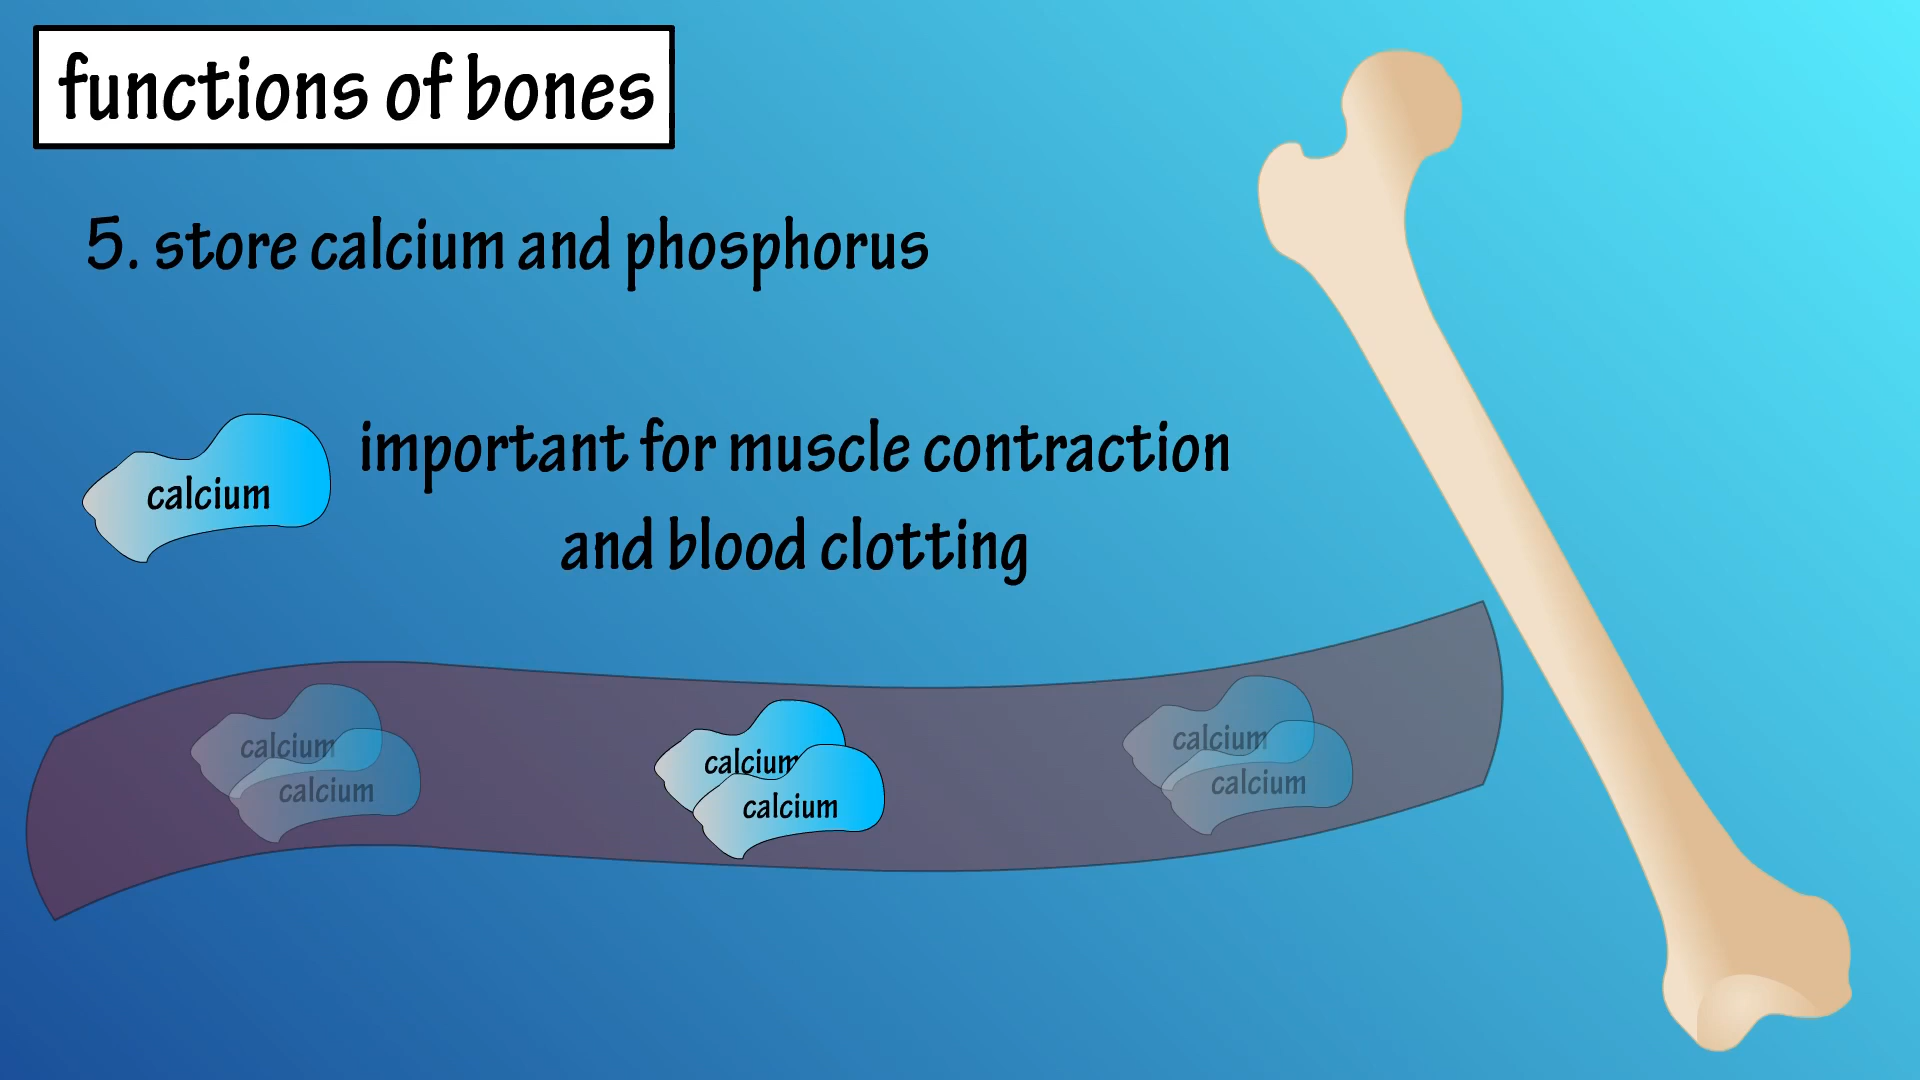 functions of bones
5. store calcium and phosphorus
important for muscle contraction
and blood clotting
calcium
calcium
calcium
calcium
calcium
calcium
calcium